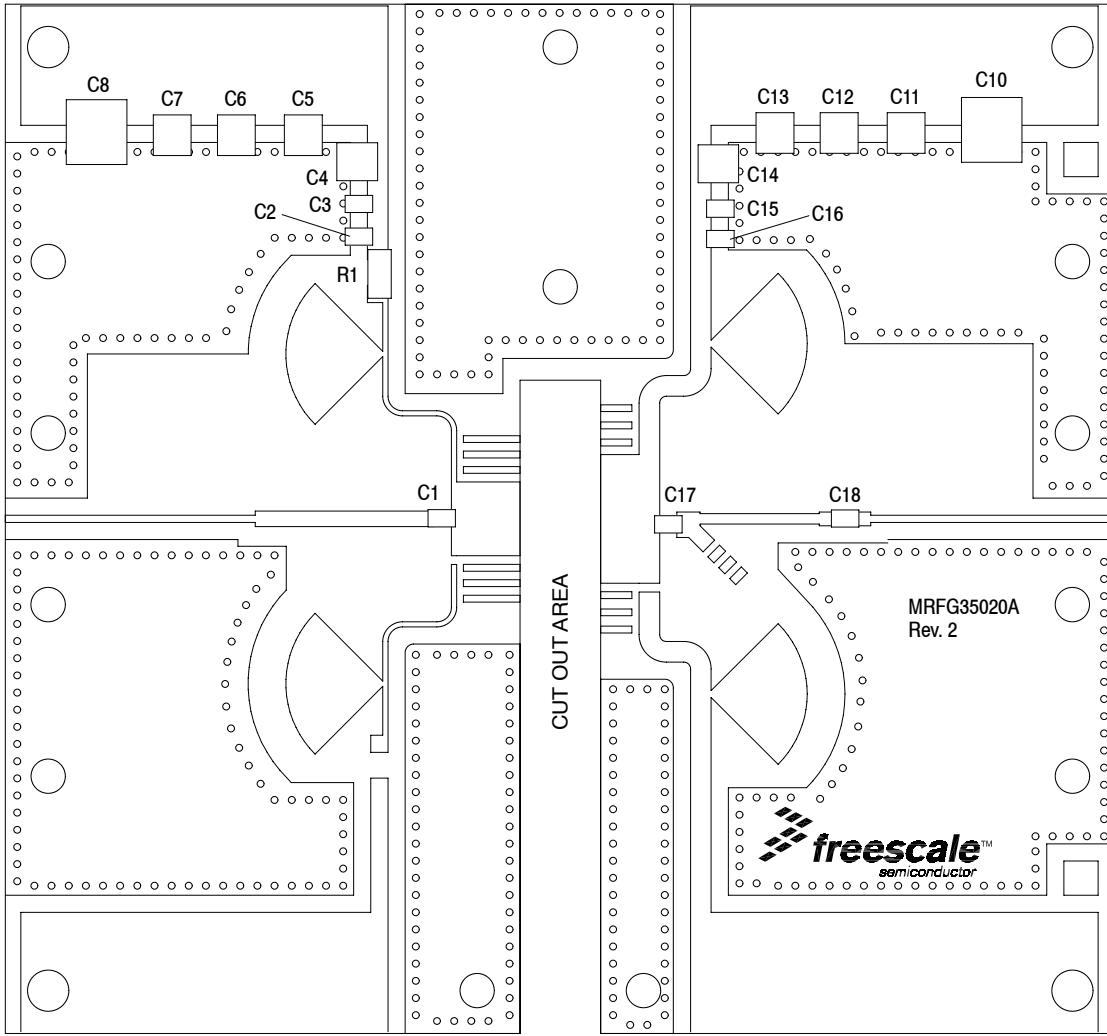 C8
C7
C6
C5
C4
C3
C2
R1
C13
C12
C11
C10
C14
C15
C16
C1
C17
C18
CUT OUT AREA
MRFG35020A
Rev. 2
freescale™
semiconductor